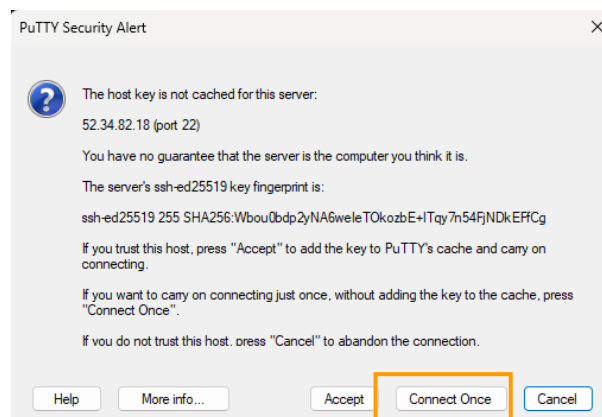 PuTTY Security Alert
The host key is not cached for this server:
52.34.82.18 (port 22)
You have no guarantee that the server is the computer you think it is.
The server's ssh-ed25519 key fingerprint is:
ssh-ed25519 255 SHA256:Wbou0bdp2yNA6weleTOkozbE+ITqy7n54FjNDkEFfCg
If you trust this host, press "Accept" to add the key to PuTTY's cache and carry on
connecting.
If you want to carry on connecting just once, without adding the key to the cache, press
"Connect Once".
If you do not trust this host, press "Cancel" to abandon the connection.
Help More info... Accept Connect Once Cancel